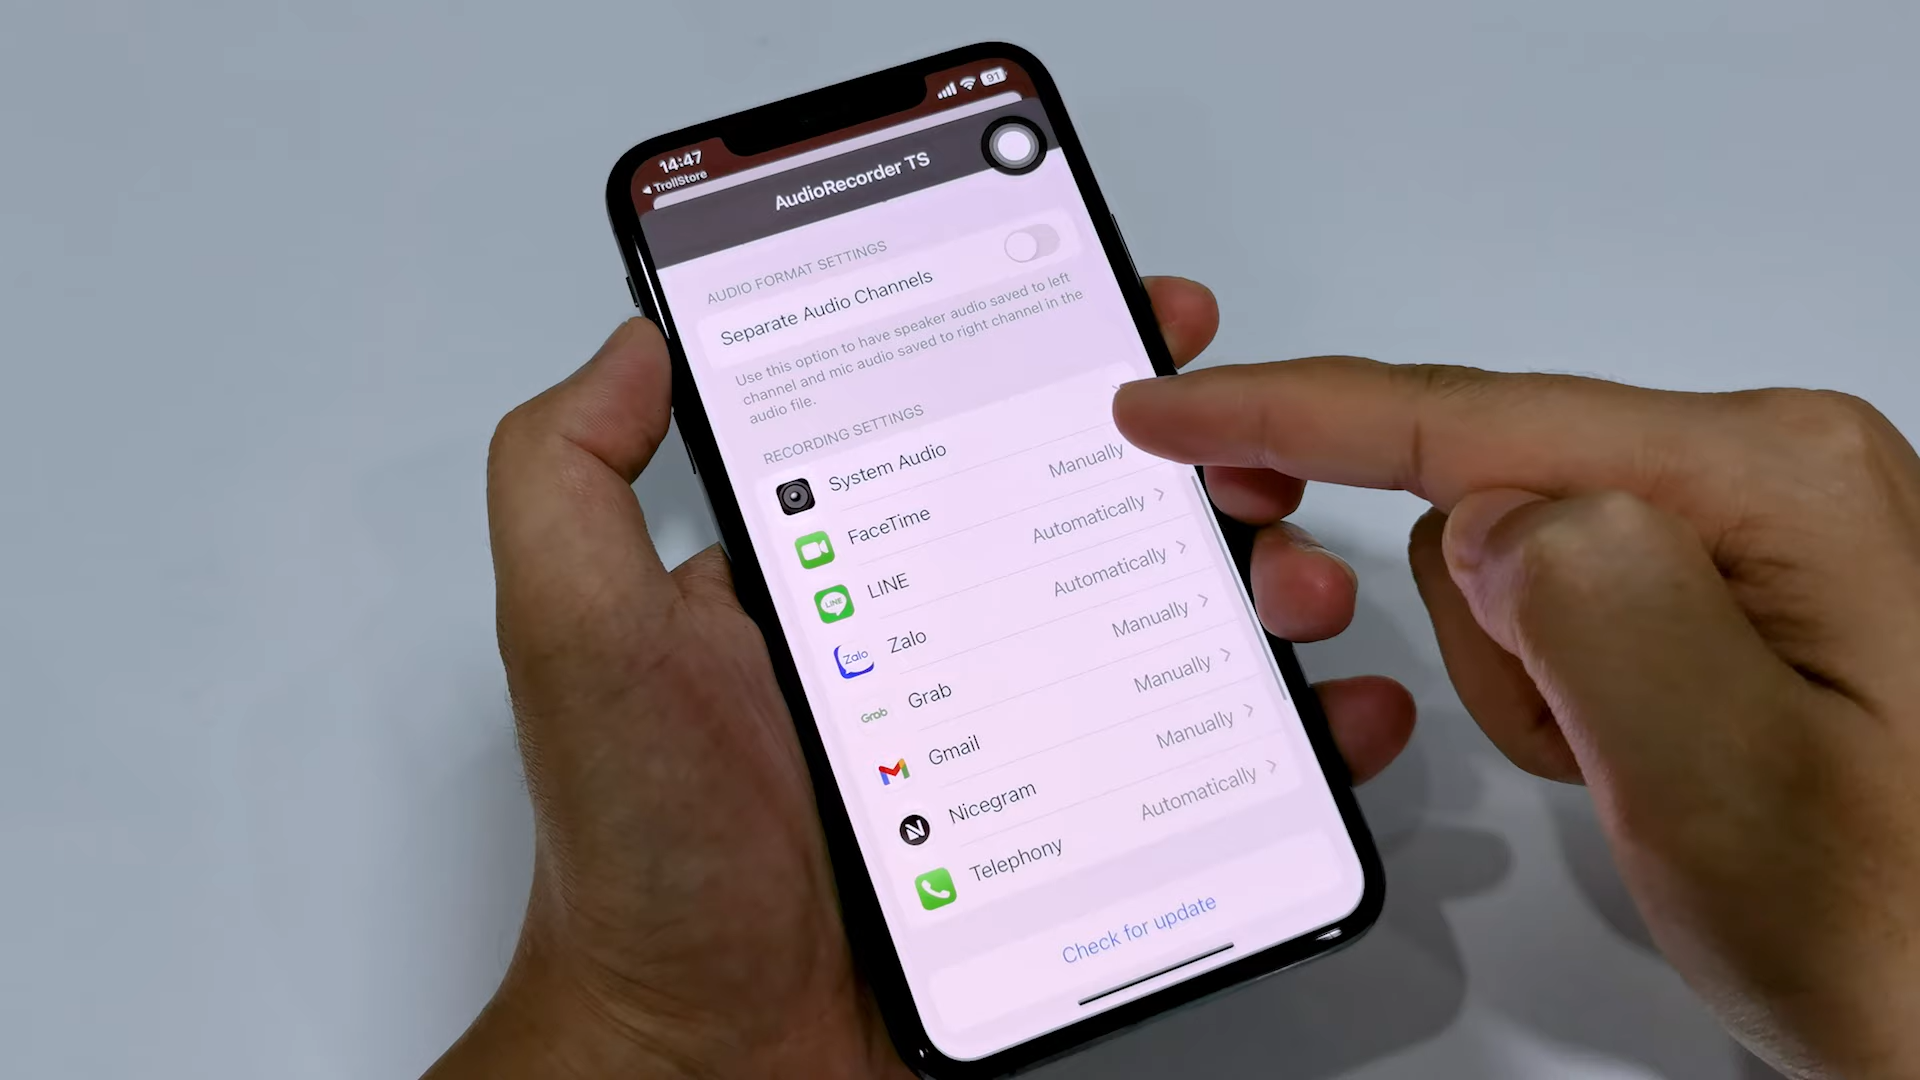 14:47
91
TrollStore
AudioRecorder TS
AUDIO FORMAT SETTINGS
Separate Audio Channels
Use this option to have speaker audio saved to left
channel and mic audio saved to right channel in the
audio file.
RECORDING SETTINGS
System Audio
FaceTime Manually
LINE Automatically
LINE
Zalo Automatically
Zalo
Grab Manually
Grab
Gmail Manually
Nicegram Manually
N
Telephony Automatically
Check for update